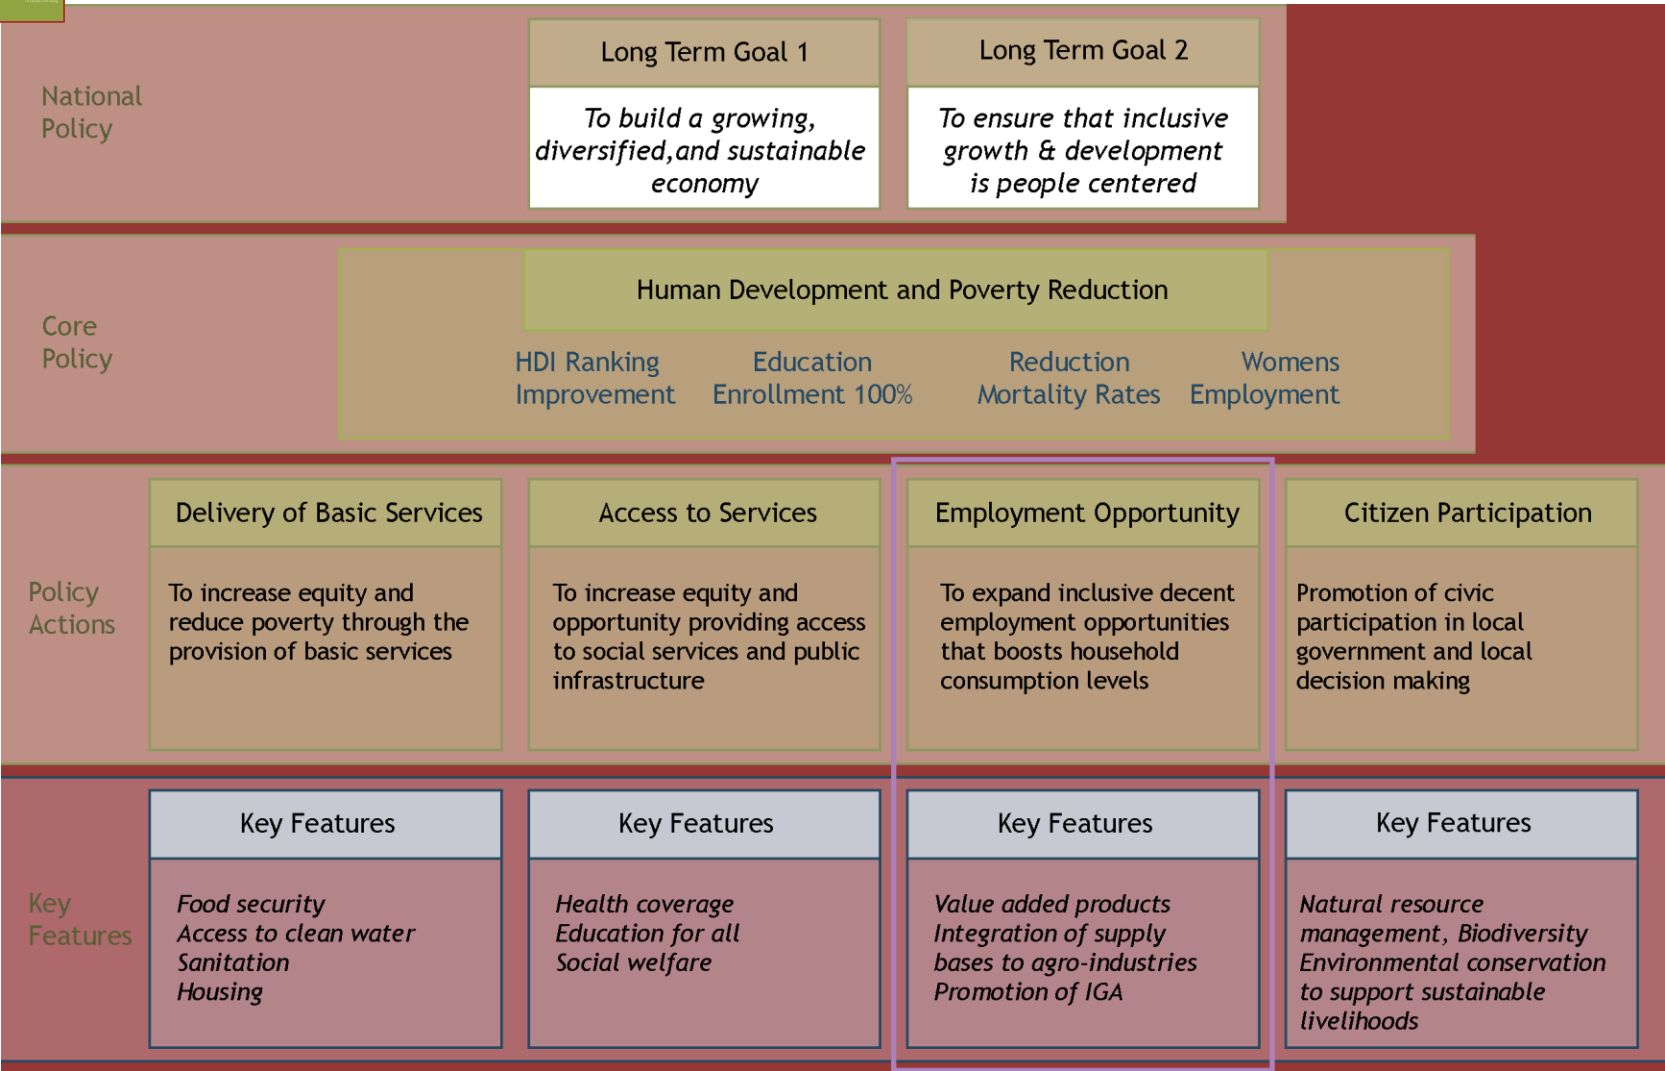 National
Policy
Long Term Goal 1
To build a growing,
diversified,and sustainable
economy
Long Term Goal 2
To ensure that inclusive
growth & development
is people centered
Core
Policy
Human Development and Poverty Reduction
HDI Ranking
Improvement
Education
Enrollment 100%
Reduction
Mortality Rates
Womens
Employment
Policy
Actions
Delivery of Basic Services
To increase equity and
reduce poverty through the
provision of basic services
Access to Services
To increase equity and
opportunity providing access
to social services and public
infrastructure
Employment Opportunity
To expand inclusive decent
employment opportunities
that boosts household
consumption levels
Citizen Participation
Promotion of civic
participation in local
government and local
decision making
Key
Features
Key Features
Food security
Access to clean water
Sanitation
Housing
Key Features
Health coverage
Education for all
Social welfare
Key Features
Value added products
Integration of supply
bases to agro-industries
Promotion of IGA
Key Features
Natural resource
management, Biodiversity
Environmental conservation
to support sustainable
livelihoods